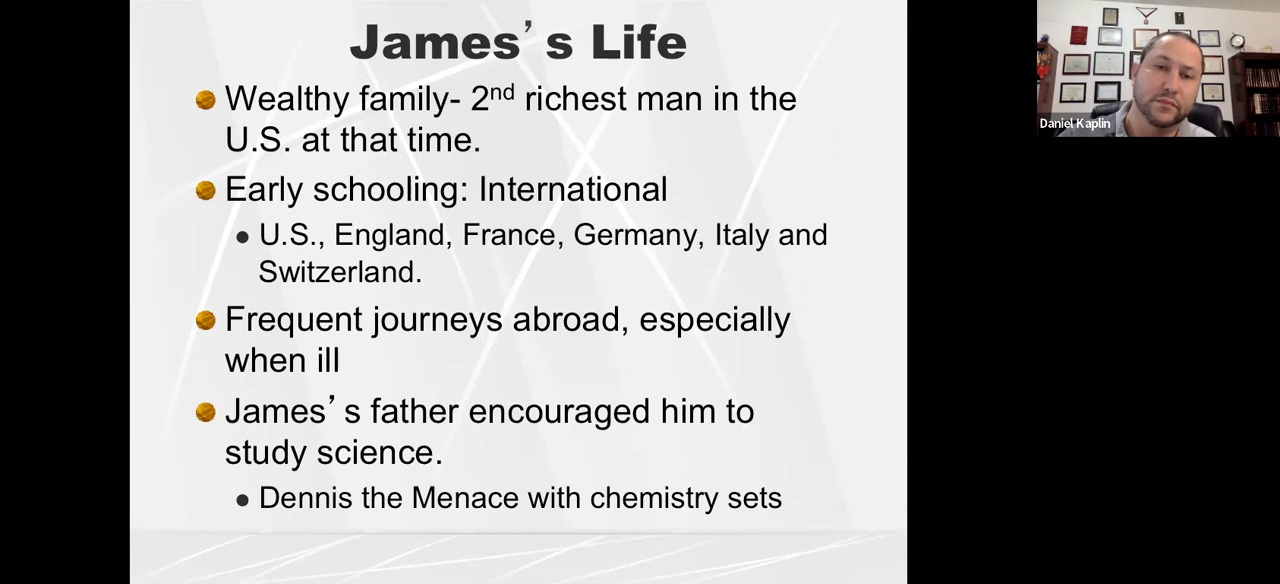 James's Life
Wealthy family- 2nd richest man in the
U.S. at that time.
Early schooling: International
U.S., England, France, Germany, Italy and
Switzerland.
Frequent journeys abroad, especially
when ill
James's father encouraged him to
study science.
Dennis the Menace with chemistry sets
Daniel Kaplin